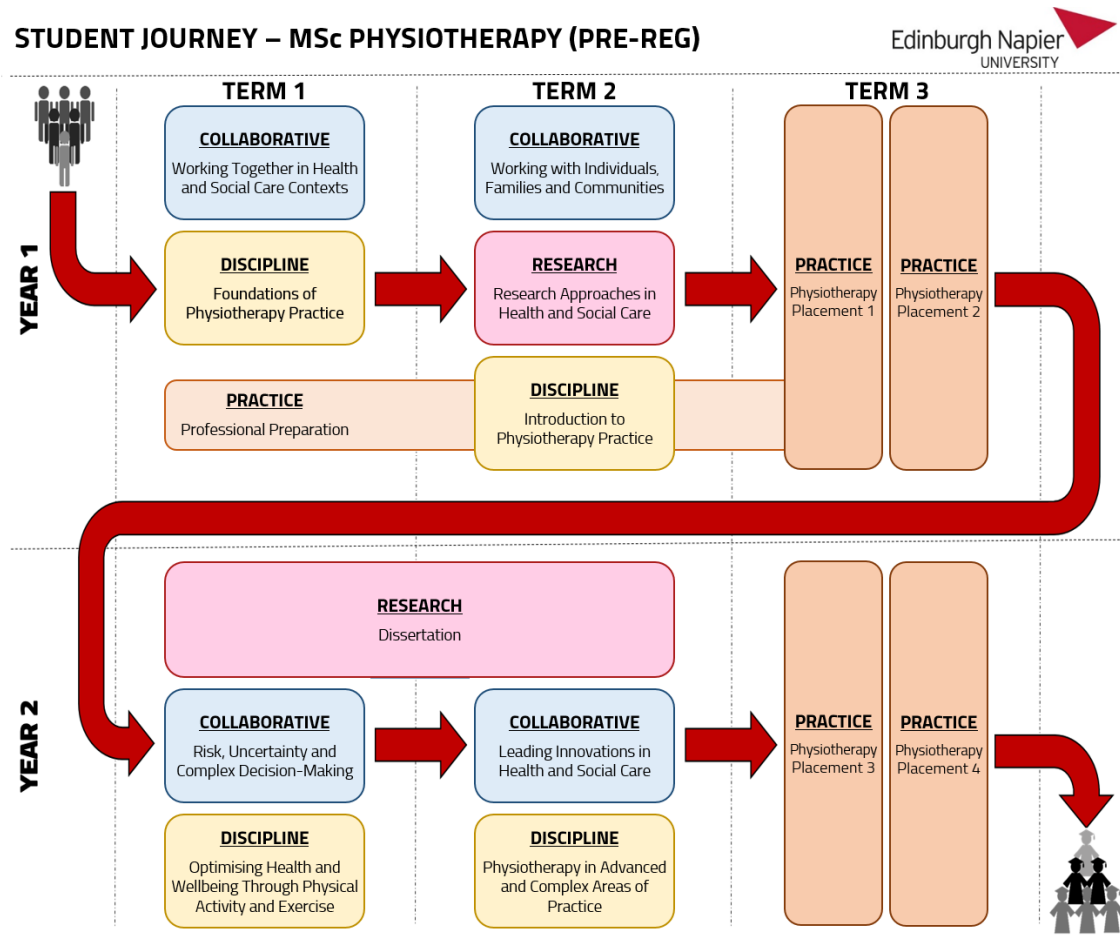 STUDENT JOURNEY – MSc PHYSIOTHERAPY (PRE-REG)
Edinburgh Napier
UNIVERSITY
TERM 1
TERM 2
TERM 3
YEAR 1
COLLABORATIVE
Working Together in Health
and Social Care Contexts
COLLABORATIVE
Working with Individuals,
Families and Communities
DISCIPLINE
Foundations of
Physiotherapy Practice
RESEARCH
Research Approaches in
Health and Social Care
PRACTICE
Physiotherapy
Placement 1
PRACTICE
Physiotherapy
Placement 2
PRACTICE
Professional Preparation
DISCIPLINE
Introduction to
Physiotherapy Practice
YEAR 2
RESEARCH
Dissertation
COLLABORATIVE
Risk, Uncertainty and
Complex Decision-Making
COLLABORATIVE
Leading Innovations in
Health and Social Care
PRACTICE
Physiotherapy
Placement 3
PRACTICE
Physiotherapy
Placement 4
DISCIPLINE
Optimising Health and
Wellbeing Through Physical
Activity and Exercise
DISCIPLINE
Physiotherapy in Advanced
and Complex Areas of
Practice